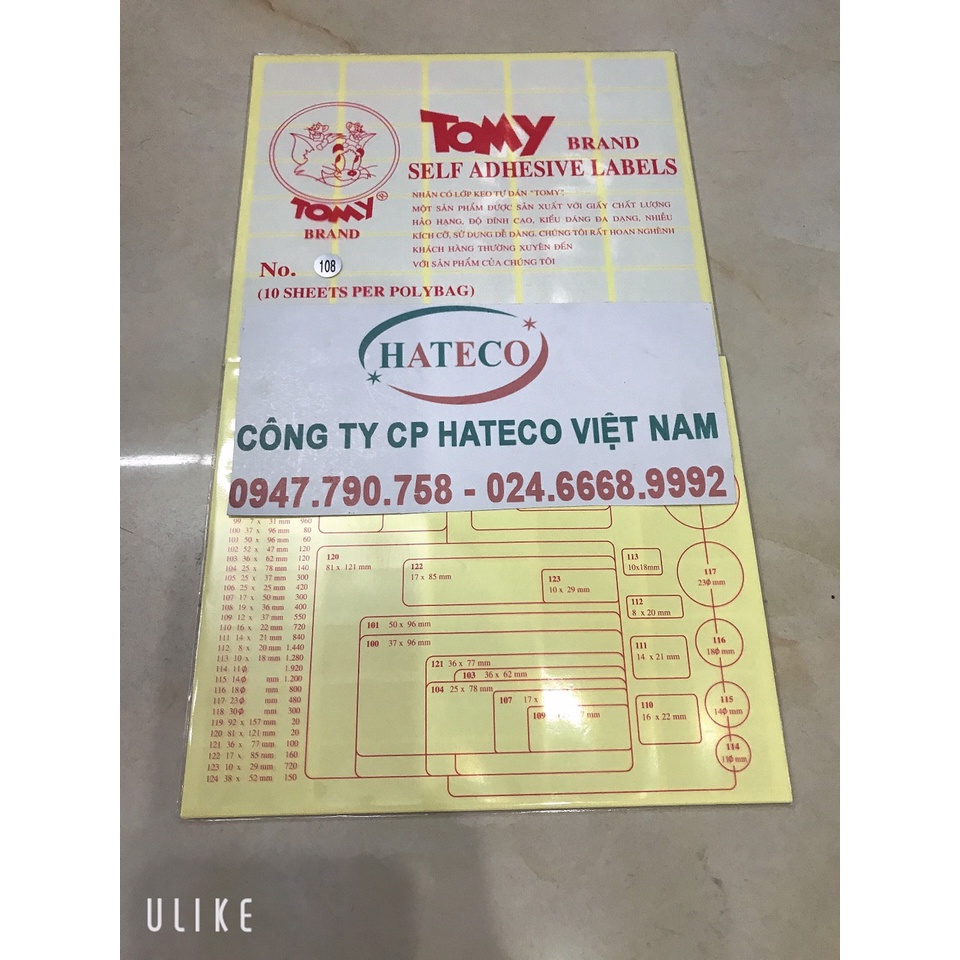 TOMY BRAND
SELF ADHESIVE LABELS
TOMY ®
BRAND
NHÃN CÓ LỚP KEO TỰ DÁN "TOMY"
MỘT SẢN PHẨM ĐƯỢC SẢN XUẤT VỚI GIẤY CHẤT LƯỢNG
HẢO HẠNG, ĐỘ DÍNH CAO, KIỂU DÁNG ĐA DẠNG, NHIỀU
KÍCH CỠ, SỬ DỤNG DỄ DÀNG. CHÚNG TÔI RẤT HOAN NGHÊNH
KHÁCH HÀNG THƯỜNG XUYÊN ĐẾN
VỚI SẢN PHẨM CỦA CHÚNG TÔI
No. 108
(10 SHEETS PER POLYBAG)
HATECO
CÔNG TY CP HATECO VIỆT NAM
0947.790.758 - 024.6668.9992
99 7 x 31 mm 960
100 37 x 96 mm 80
101 50 x 96 mm 60
102 52 x 47 mm 120
103 36 x 62 mm 120
104 25 x 78 mm 140
105 25 x 37 mm 300
106 25 x 25 mm 420
107 17 x 50 mm 300
108 19 x 36 mm 400
109 12 x 37 mm 550
110 16 x 22 mm 720
111 14 x 21 mm 840
112 8 x 20 mm 1.440
113 10 x 18 mm 1.280
114 11ϕ 1.920
115 14ϕ mm 1.200
116 18ϕ mm 800
117 23ϕ mm 480
118 30ϕ mm 300
119 92 x 157 mm 20
120 81 x 121 mm 20
121 36 x 77 mm 100
122 17 x 85 mm 160
123 10 x 29 mm 720
124 38 x 52 mm 150
120
81 x 121 mm
122
17 x 85 mm
123
10 x 29 mm
113
10x18mm
117
23ϕ mm
112
8 x 20 mm
101 50 x 96 mm
100 37 x 96 mm
116
18ϕ mm
111
14 x 21 mm
121 36 x 77 mm
103 36 x 62 mm
104 25 x 78 mm
107 17 x
109 7 mm
110
16 x 22 mm
115
14ϕ mm
114
11ϕ mm
ULIKE